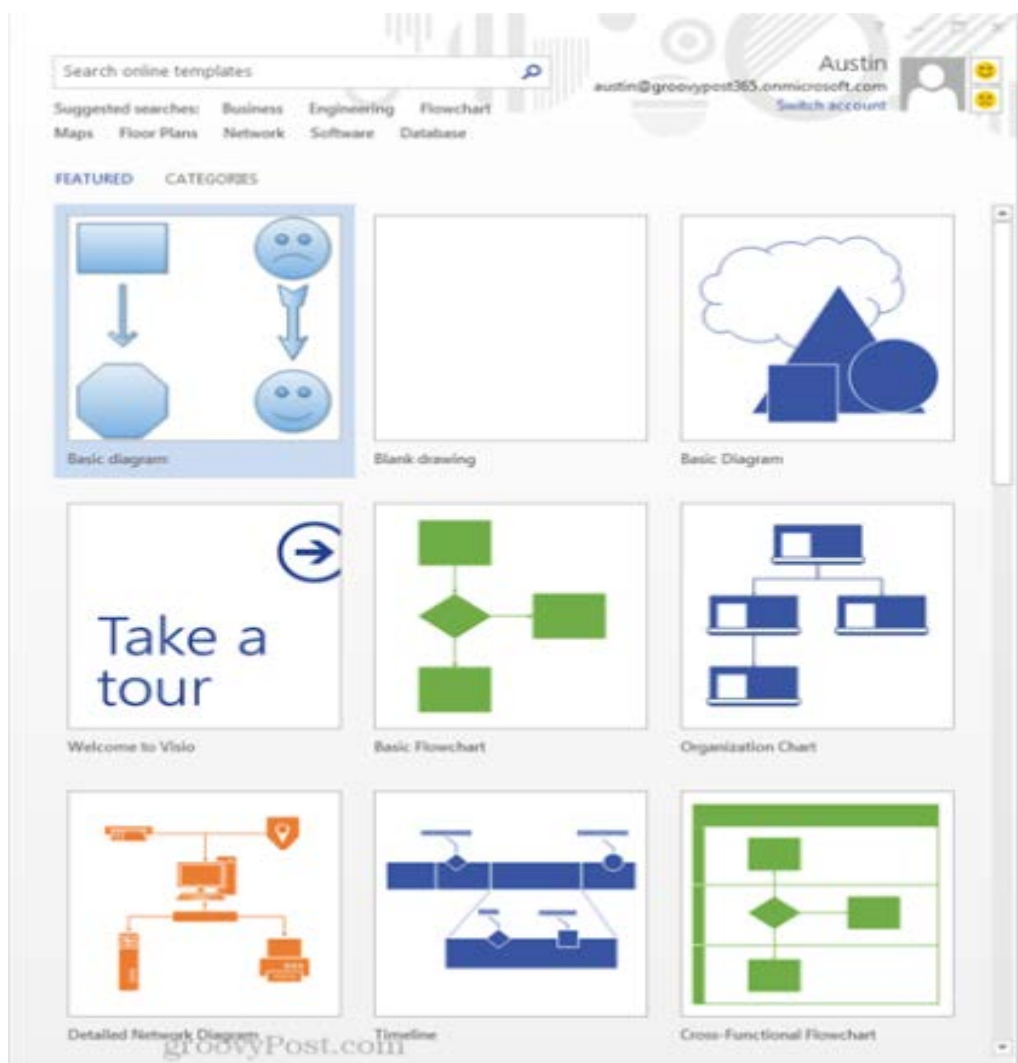 Search online templates
Austin
austin@groovypost365.onmicrosoft.com
Switch account
Suggested searches: Business Engineering Flowchart
Maps Floor Plans Network Software Database
FEATURED CATEGORIES
Basic diagram
Blank drawing
Basic Diagram
Take a
tour
Welcome to Visio
Basic Flowchart
Organization Chart
Detailed Network Diagram
Timeline
Cross-Functional Flowchart
groovyPost.com